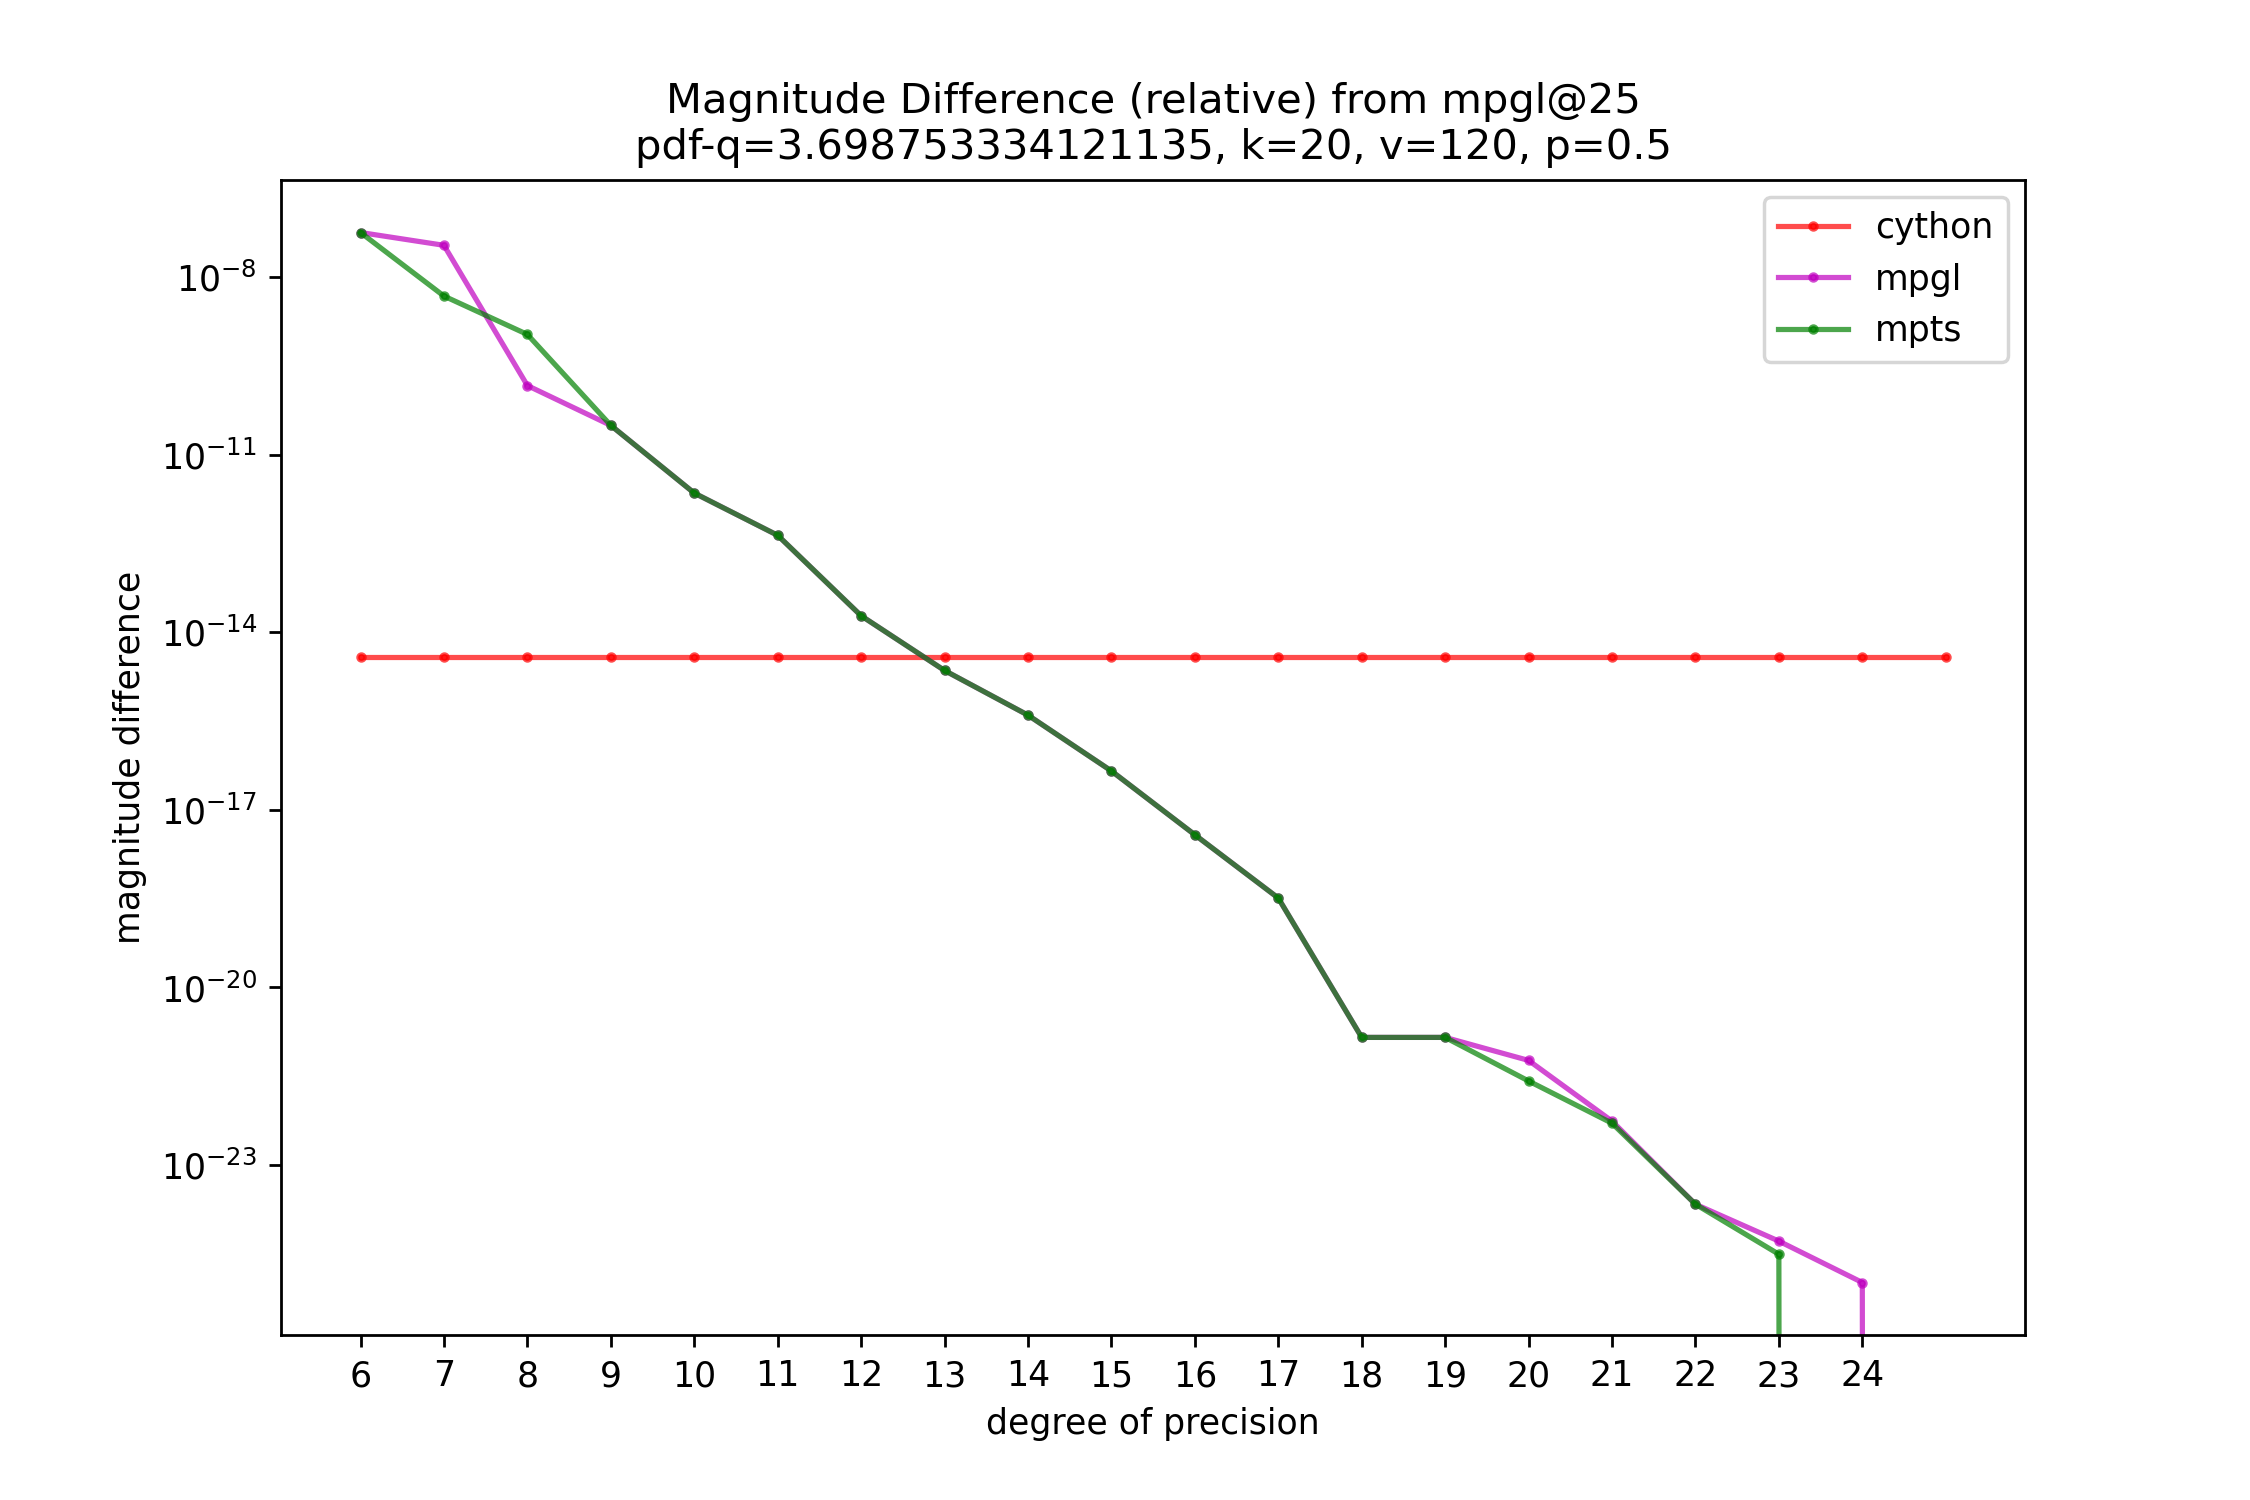 Magnitude Difference (relative) from mpgl@25
pdf-q=3.698753334121135, k=20, v=120, p=0.5
cython
mpgl
mpts
magnitude difference
10⁻⁸
10⁻¹¹
10⁻¹⁴
10⁻¹⁷
10⁻²⁰
10⁻²³
6 7 8 9 10 11 12 13 14 15 16 17 18 19 20 21 22 23 24
degree of precision